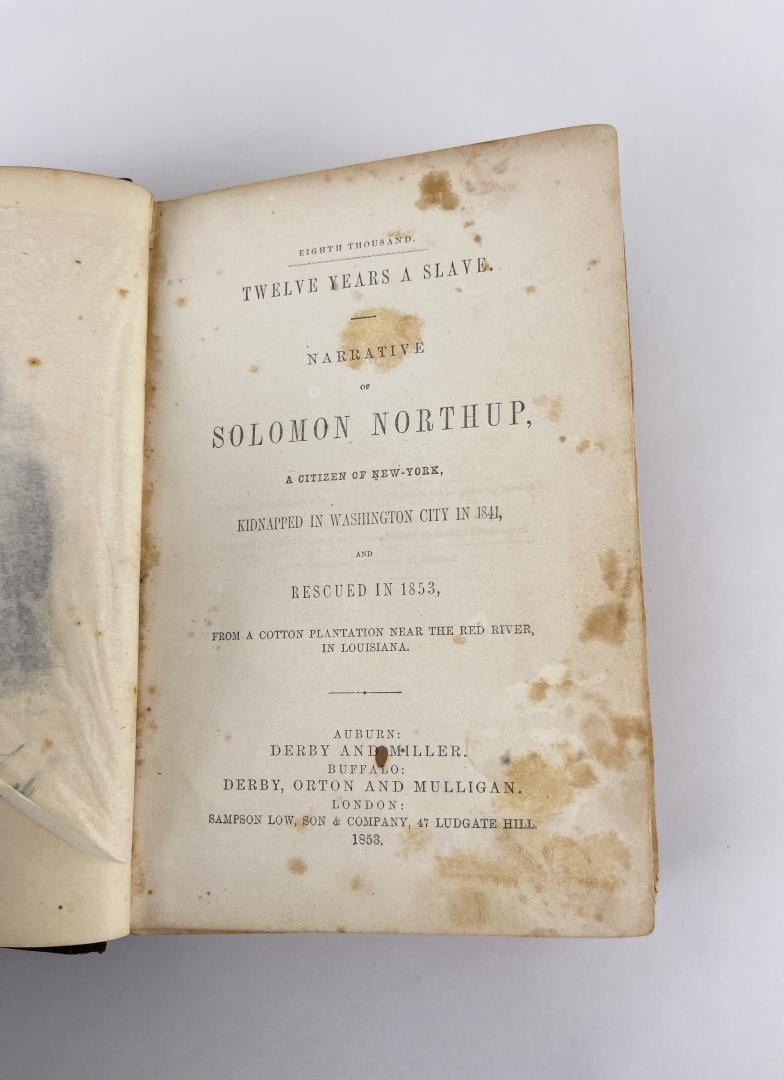 EIGHTH THOUSAND.
TWELVE YEARS A SLAVE.
NARRATIVE
OF
SOLOMON NORTHUP,
A CITIZEN OF NEW-YORK,
KIDNAPPED IN WASHINGTON CITY IN 1841,
AND
RESCUED IN 1853,
FROM A COTTON PLANTATION NEAR THE RED RIVER,
IN LOUISIANA.
AUBURN:
DERBY AND MILLER.
BUFFALO:
DERBY, ORTON AND MULLIGAN.
LONDON:
SAMPSON LOW, SON & COMPANY, 47 LUDGATE HILL.
1853.